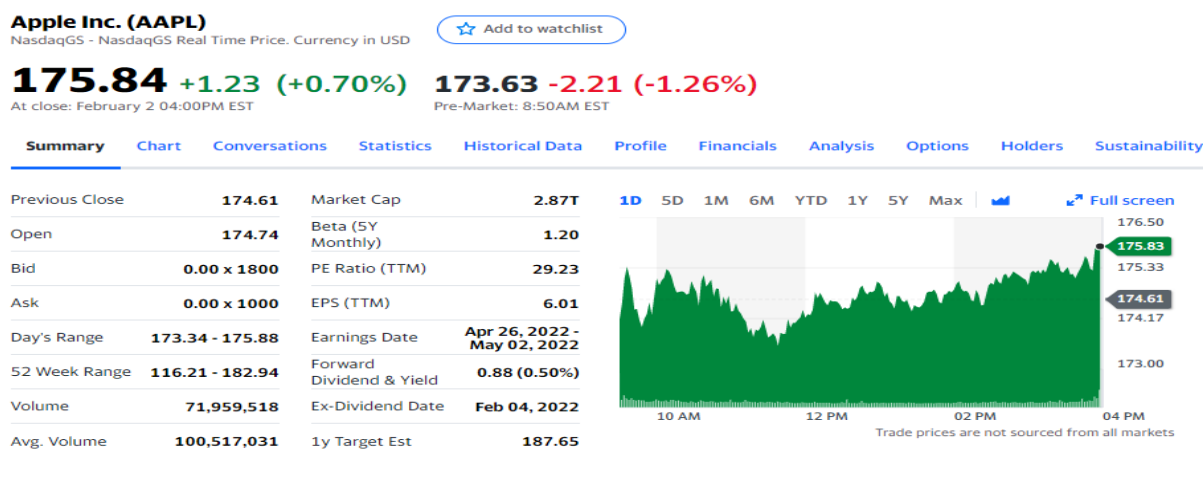 Apple Inc. (AAPL)
NasdaqGS - NasdaqGS Real Time Price. Currency in USD
Add to watchlist
175.84 +1.23 (+0.70%)
At close: February 2 04:00PM EST
173.63 -2.21 (-1.26%)
Pre-Market: 8:50AM EST
Summary Chart Conversations Statistics Historical Data Profile Financials Analysis Options Holders Sustainability
Previous Close 174.61
Open 174.74
Bid 0.00 x 1800
Ask 0.00 x 1000
Day's Range 173.34 - 175.88
52 Week Range 116.21 - 182.94
Volume 71,959,518
Avg. Volume 100,517,031
Market Cap 2.87T
Beta (5Y
Monthly) 1.20
PE Ratio (TTM) 29.23
EPS (TTM) 6.01
Earnings Date Apr 26, 2022 -
May 02, 2022
Forward
Dividend & Yield 0.88 (0.50%)
Ex-Dividend Date Feb 04, 2022
1y Target Est 187.65
1D 5D 1M 6M YTD 1Y 5Y Max Full screen
176.50
175.83
175.33
174.61
174.17
173.00
10 AM 12 PM 02 PM 04 PM
Trade prices are not sourced from all markets